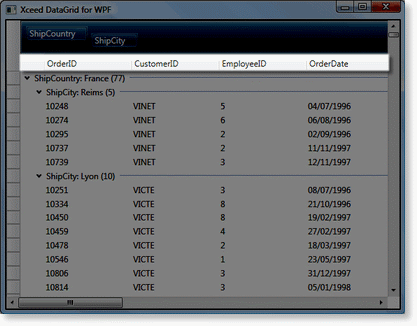 Xceed DataGrid for WPF
ShipCountry
ShipCity
OrderID CustomerID EmployeeID OrderDate
ShipCountry: France (77)
ShipCity: Reims (5)
10248 VINET 5 04/07/1996
10274 VINET 6 06/08/1996
10295 VINET 2 02/09/1996
10737 VINET 2 11/11/1997
10739 VINET 3 12/11/1997
ShipCity: Lyon (10)
10251 VICTE 3 08/07/1996
10334 VICTE 8 21/10/1996
10450 VICTE 8 19/02/1997
10459 VICTE 4 27/02/1997
10478 VICTE 2 18/03/1997
10546 VICTE 1 23/05/1997
10806 VICTE 3 31/12/1997
10814 VICTE 3 05/01/1998